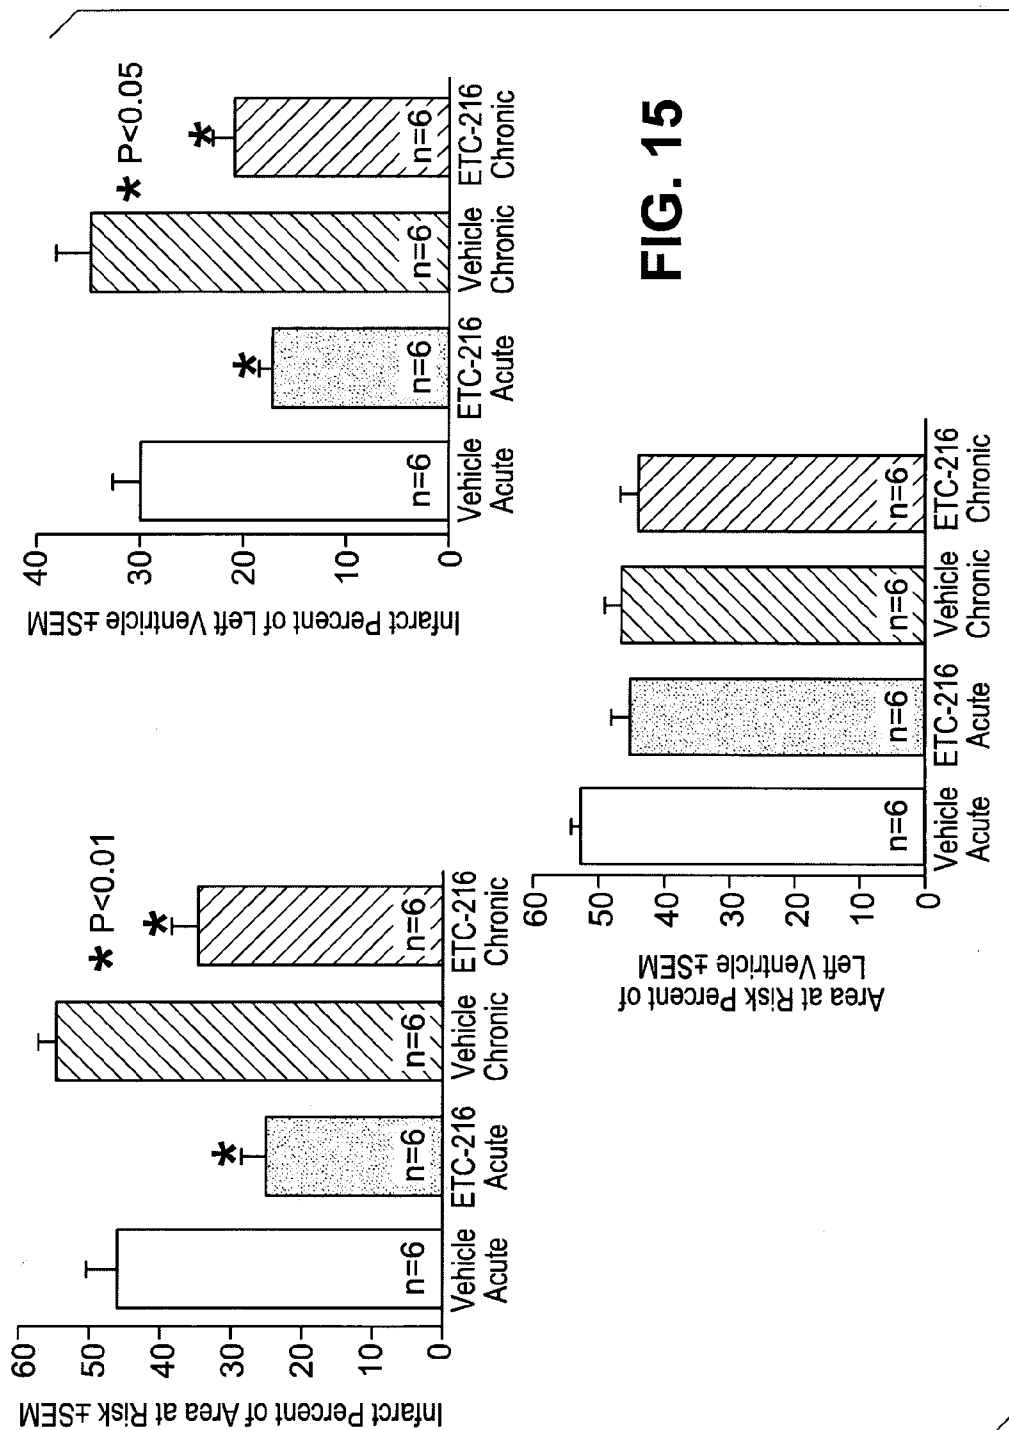 60
50
40
30
20
10
0
Infarct Percent of Area at Risk ±SEM
* P<0.01
*
*
n=6
n=6
n=6
n=6
Vehicle
Acute
ETC-216
Acute
Vehicle
Chronic
ETC-216
Chronic
40
30
20
10
0
Infarct Percent of Left Ventricle ±SEM
* P<0.05
*
*
n=6
n=6
n=6
n=6
Vehicle
Acute
ETC-216
Acute
Vehicle
Chronic
ETC-216
Chronic
60
50
40
30
20
10
0
Area at Risk Percent of
Left Ventricle ±SEM
n=6
n=6
n=6
n=6
Vehicle
Acute
ETC-216
Acute
Vehicle
Chronic
ETC-216
Chronic
FIG. 15